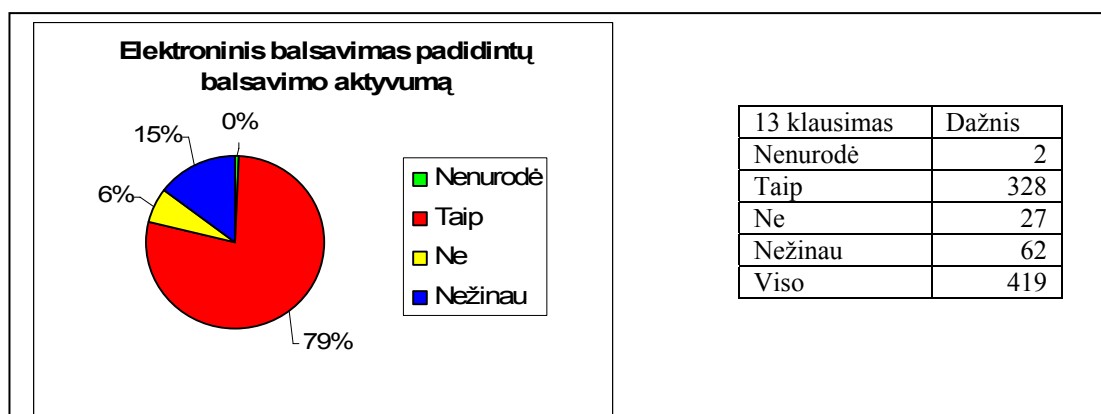 Elektroninis balsavimas padidintų
balsavimo aktyvumą
0%
15%
6%
79%
Nenurodė
Taip
Ne
Nežinau
13 klausimas Dažnis
Nenurodė 2
Taip 328
Ne 27
Nežinau 62
Viso 419